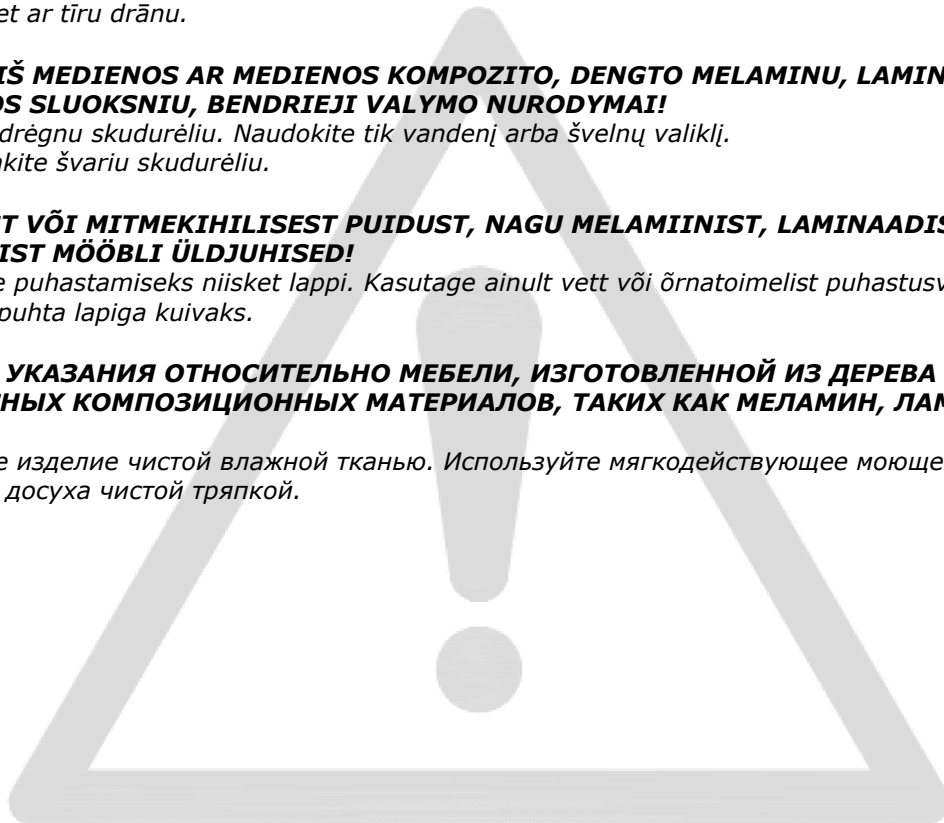 et ar tīru drānu.
IŠ MEDIENOS AR MEDIENOS KOMPOZITO, DENGTO MELAMINU, LAMIN
OS SLUOKSNIU, BENDRIEJI VALYMO NURODYMAI!
drėgnu skudurėliu. Naudokite tik vandenį arba švelnų valiklį.
kite švariu skudurėliu.
T VÕI MITMEKIHILISEST PUIDUST, NAGU MELAMIINIST, LAMINAADIS
IST MÖÖBLI ÜLDJUHISED!
e puhastamiseks niisket lappi. Kasutage ainult vett või õrnatoimelist puhastusv
puhta lapiga kuivaks.
УКАЗАНИЯ ОТНОСИТЕЛЬНО МЕБЕЛИ, ИЗГОТОВЛЕННОЙ ИЗ ДЕРЕВА
НЫХ КОМПОЗИЦИОННЫХ МАТЕРИАЛОВ, ТАКИХ КАК МЕЛАМИН, ЛАМ
е изделие чистой влажной тканью. Используйте мягкодействующее моюще
досуха чистой тряпкой.